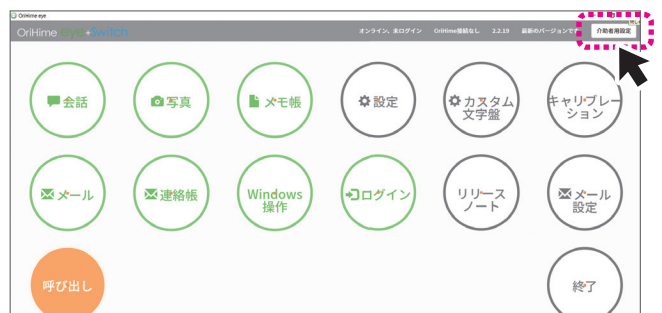 OriHime eye
OriHime eye+Switch
オンライン、未ログイン OriHime接続なし 2.2.19 最新のバージョンで 介助者用設定
会話
写真
メモ帳
設定
カスタム
文字盤
キャリブレー
ション
メール
連絡帳
Windows
操作
ログイン
リリース
ノート
メール
設定
呼び出し
終了